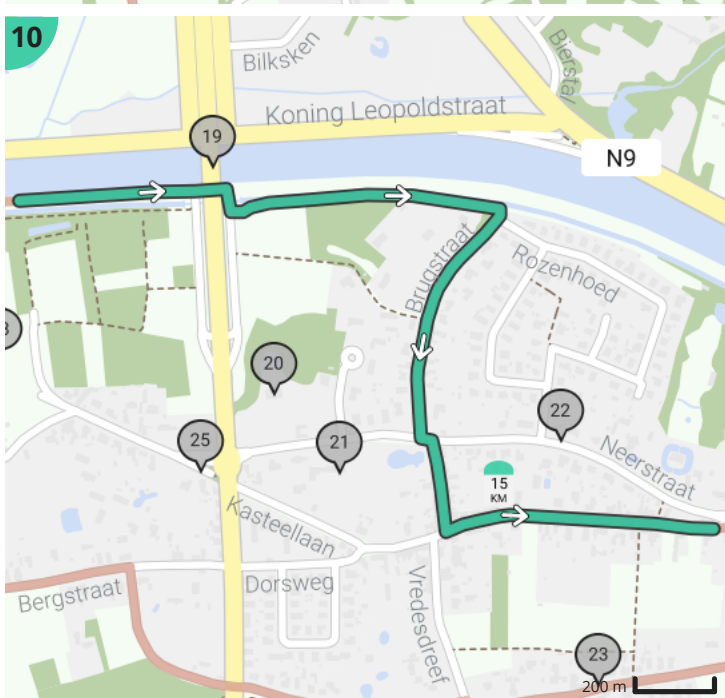 10
Bilksken
Bierstal
Koning Leopoldstraat
19
N9
Brugstraat
Rozenhoed
20
22
25
21
Neerstraat
15
KM
Kasteellaan
Dorsweg
Bergstraat
Vredesdreef
23
200 m